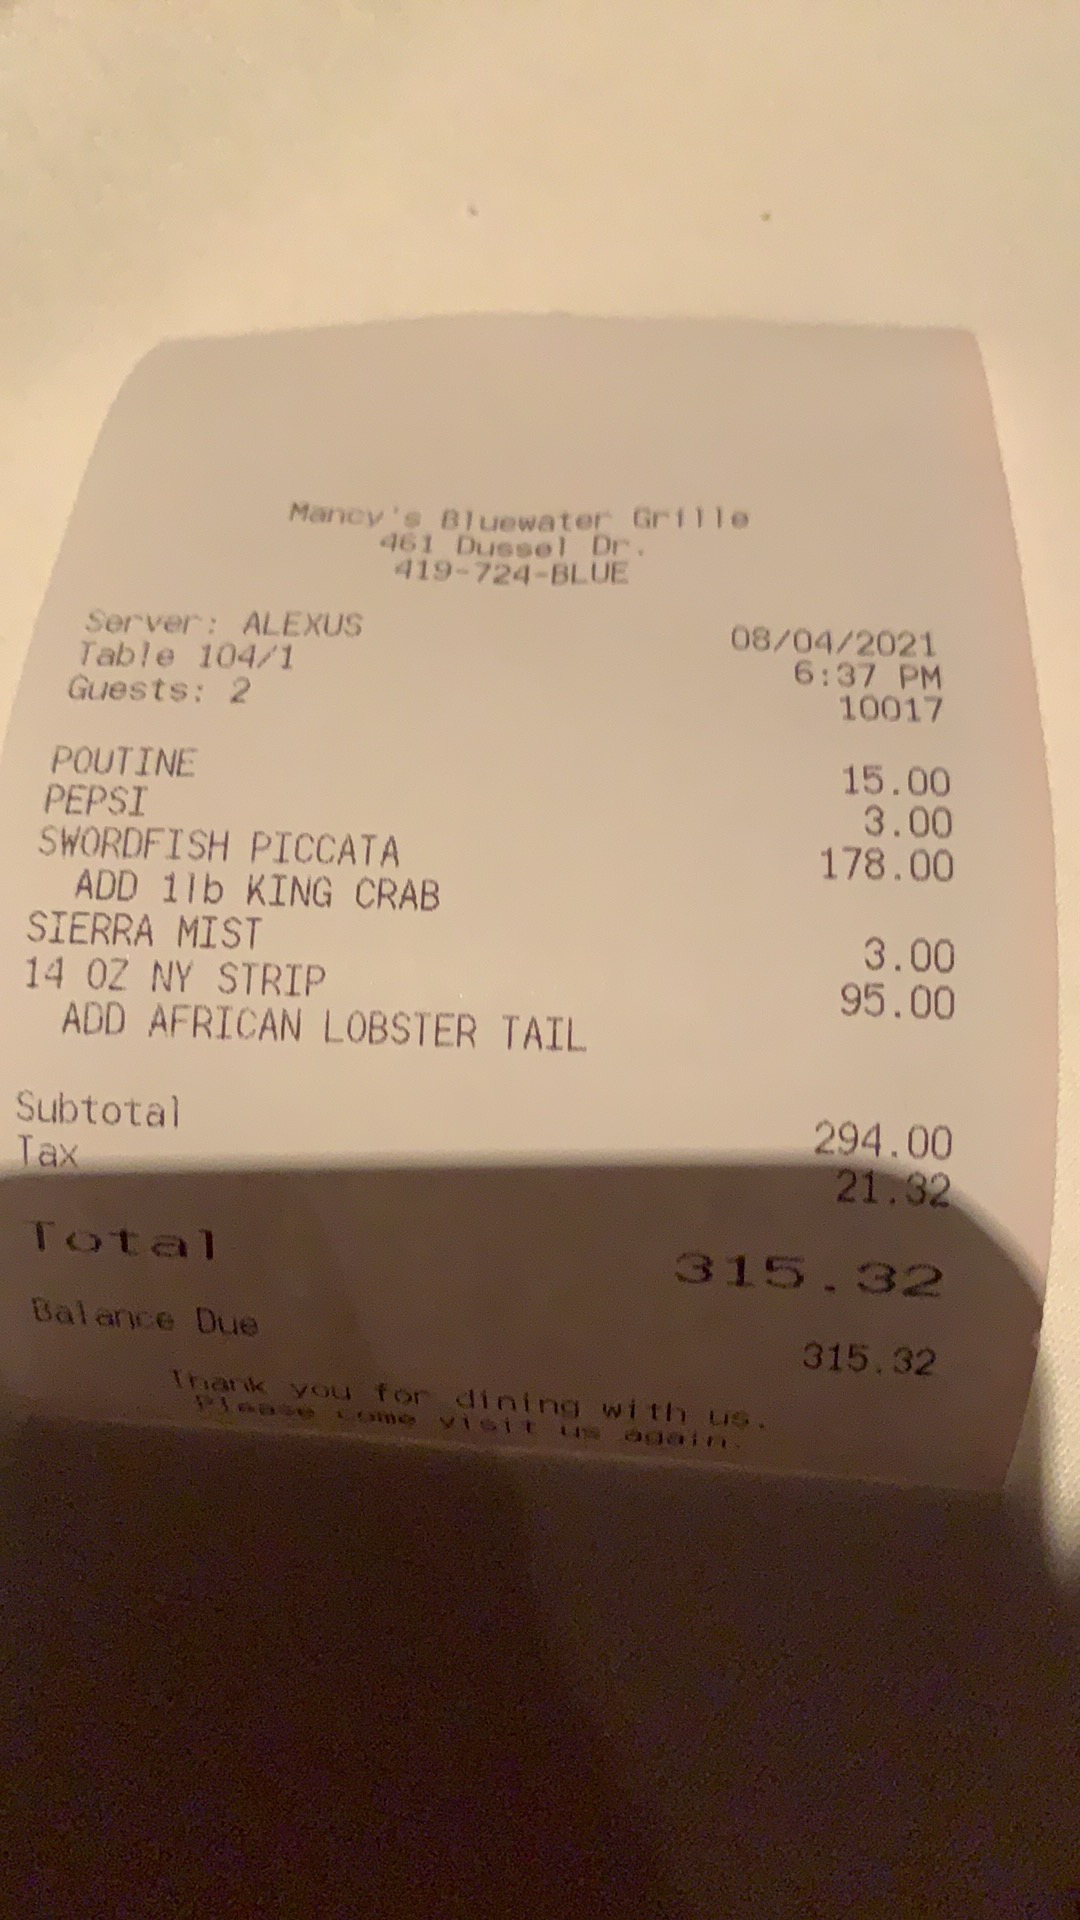 Mancy's Bluewater Grille
461 Dussel Dr.
419-724-BLUE
Server: ALEXUS 08/04/2021
Table 104/1 6:37 PM
Guests: 2 10017
POUTINE 15.00
PEPSI 3.00
SWORDFISH PICCATA 178.00
ADD 1lb KING CRAB
SIERRA MIST 3.00
14 OZ NY STRIP 95.00
ADD AFRICAN LOBSTER TAIL
Subtotal 294.00
Tax 21.32
Total 315.32
Balance Due 315.32
Thank you for dining with us.
Please come visit us again.